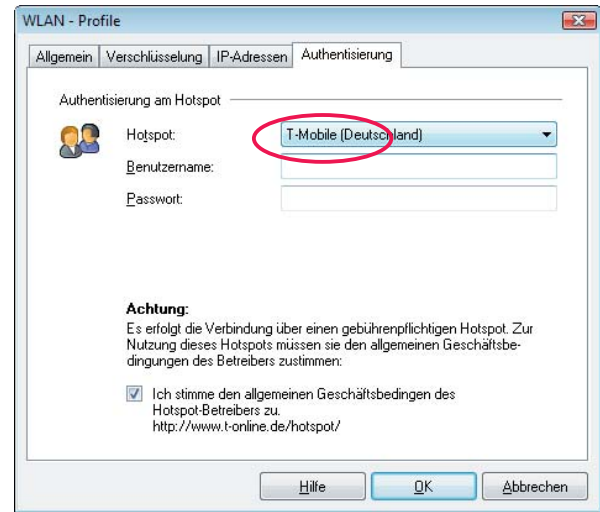 WLAN - Profile
Allgemein Verschlüsselung IP-Adressen Authentisierung
Authentisierung am Hotspot
Hotspot: T-Mobile (Deutschland)
Benutzername:
Passwort:
Achtung:
Es erfolgt die Verbindung über einen gebührenpflichtigen Hotspot. Zur
Nutzung dieses Hotspots müssen sie den allgemeinen Geschäftsbe-
dingungen des Betreibers zustimmen:
Ich stimme den allgemeinen Geschäftsbedingen des
Hotspot-Betreibers zu.
http://www.t-online.de/hotspot/
Hilfe OK Abbrechen